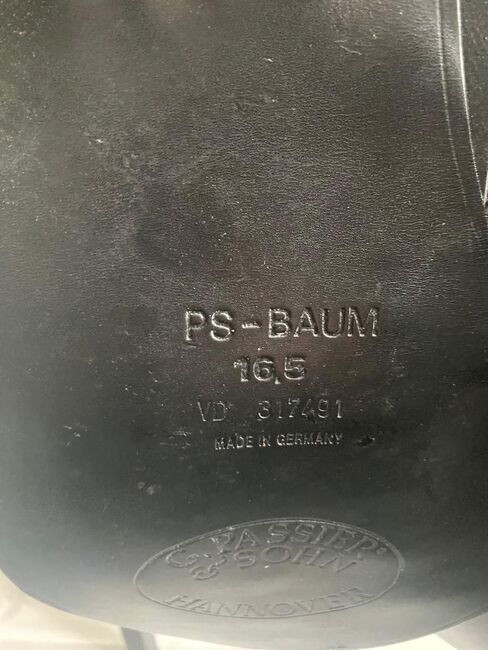 PS-BAUM
16,5
VD 317491
MADE IN GERMANY
G. PASSIER
& SOHN
HANNOVER